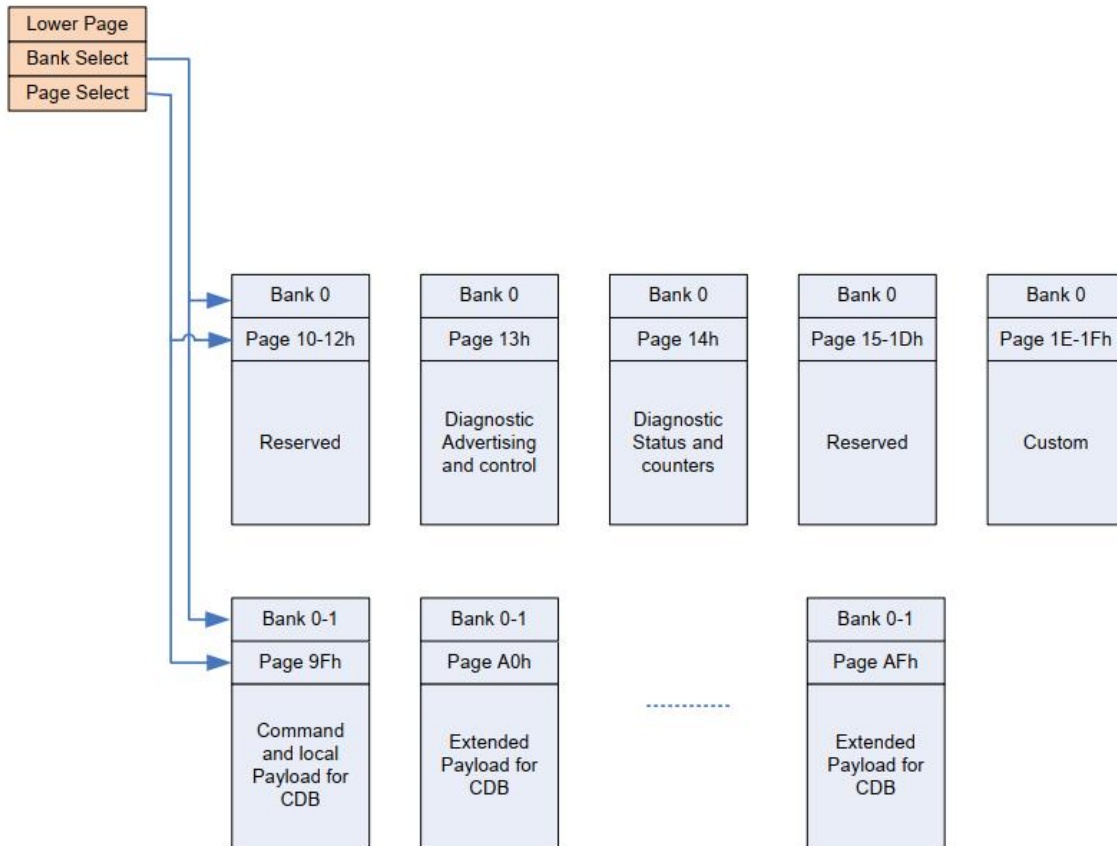 Lower Page
Bank Select
Page Select
Bank 0
Page 10-12h
Reserved
Bank 0
Page 13h
Diagnostic
Advertising
and control
Bank 0
Page 14h
Diagnostic
Status and
counters
Bank 0
Page 15-1Dh
Reserved
Bank 0
Page 1E-1Fh
Custom
Bank 0-1
Page 9Fh
Command
and local
Payload for
CDB
Bank 0-1
Page A0h
Extended
Payload for
CDB
Bank 0-1
Page AFh
Extended
Payload for
CDB